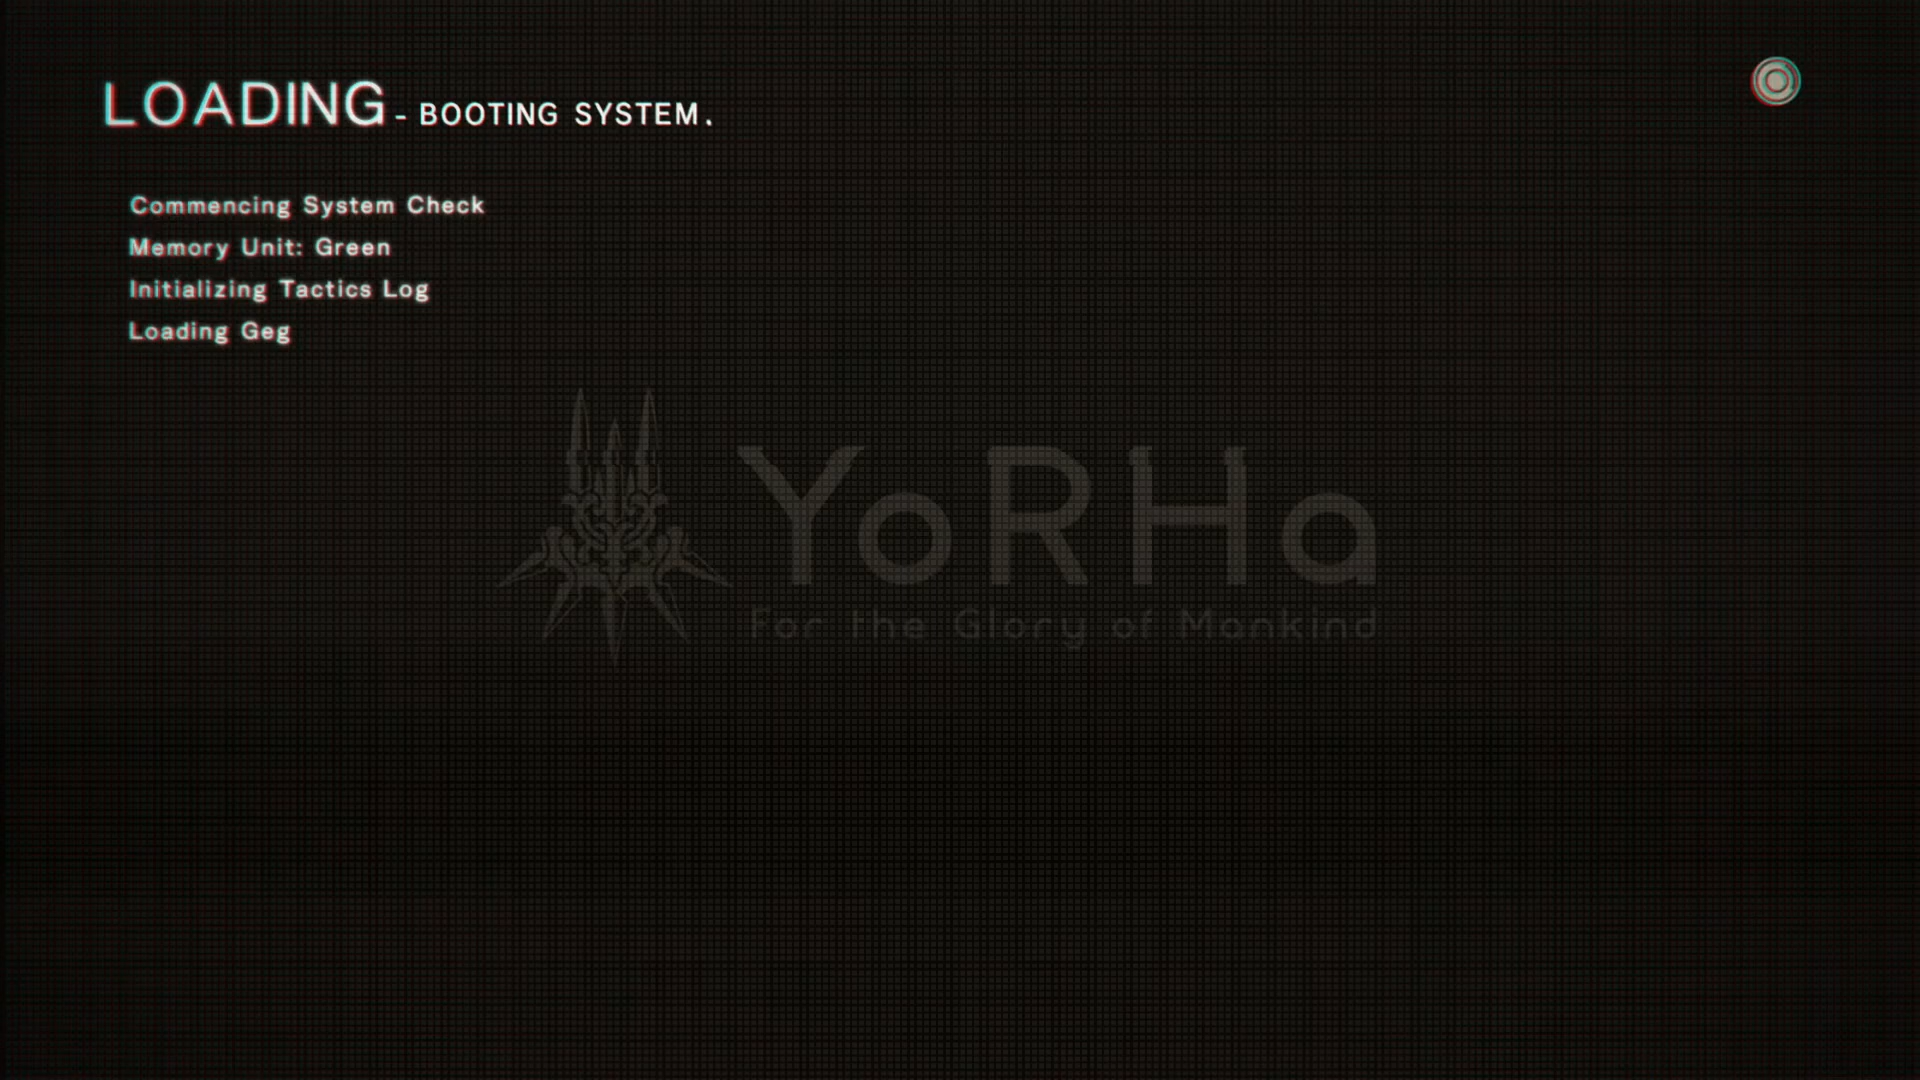 LOADING - BOOTING SYSTEM.
Commencing System Check
Memory Unit: Green
Initializing Tactics Log
Loading Geg
YoRHa
For the Glory of Mankind